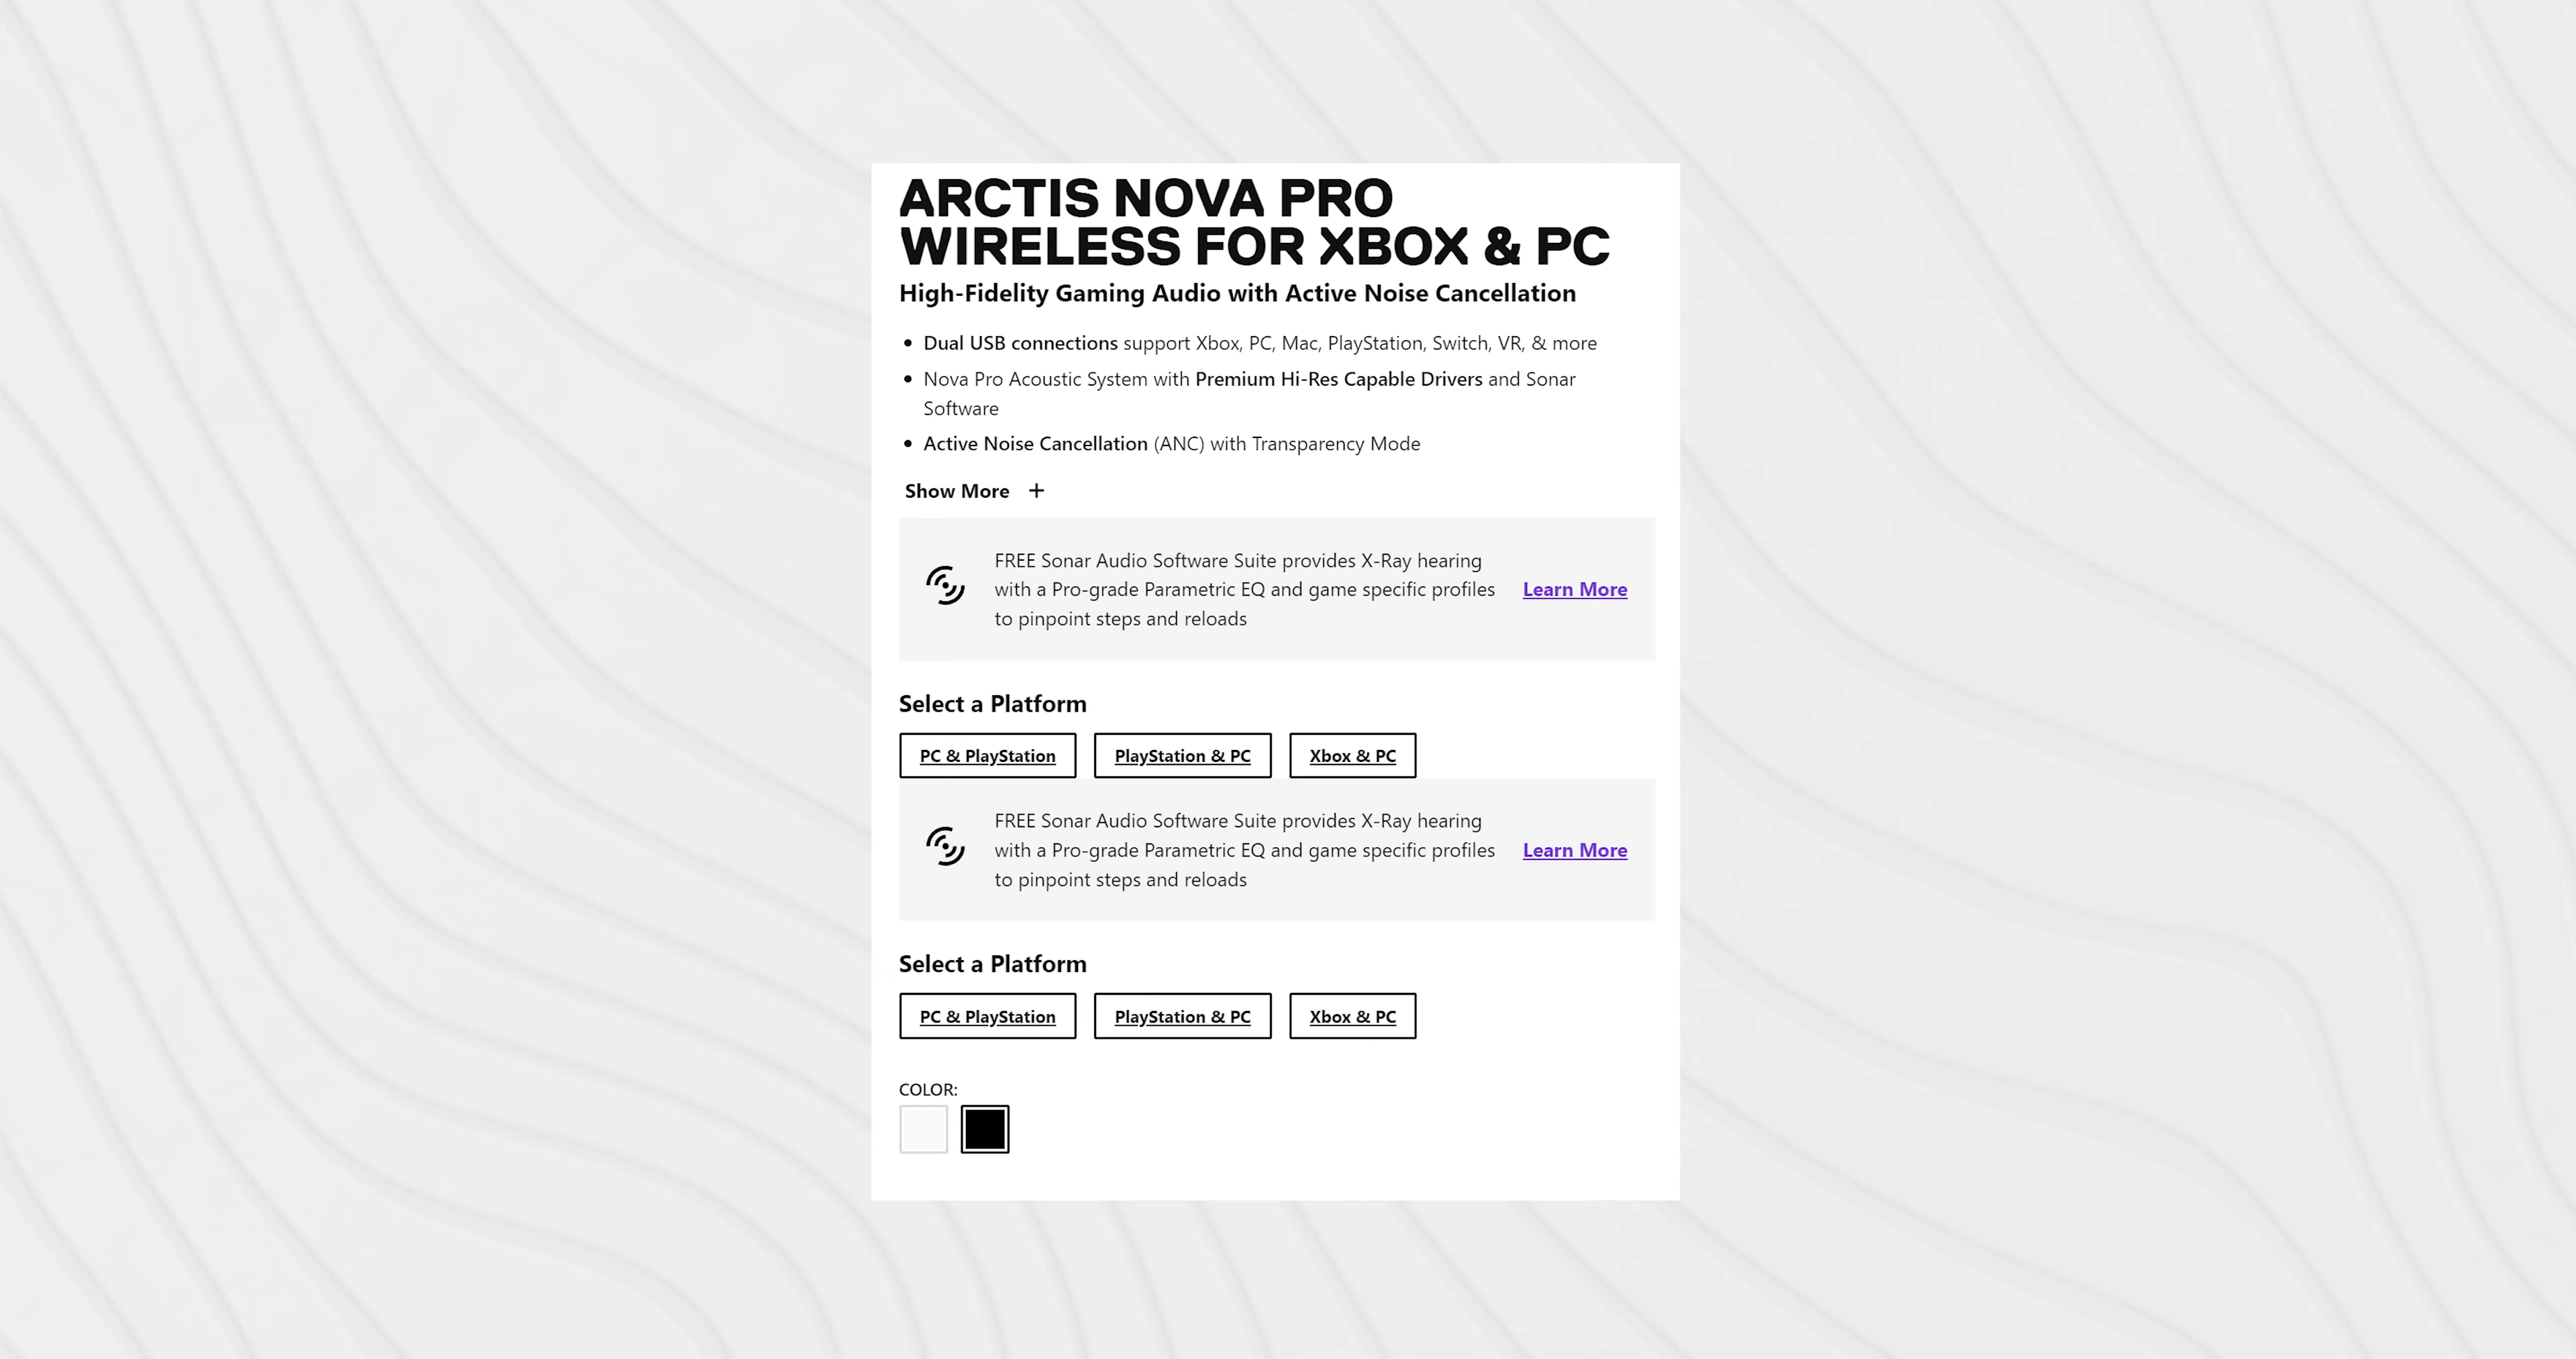 ARCTIS NOVA PRO
WIRELESS FOR XBOX & PC
High-Fidelity Gaming Audio with Active Noise Cancellation
Dual USB connections support Xbox, PC, Mac, PlayStation, Switch, VR, & more
Nova Pro Acoustic System with Premium Hi-Res Capable Drivers and Sonar
Software
Active Noise Cancellation (ANC) with Transparency Mode
Show More +
FREE Sonar Audio Software Suite provides X-Ray hearing
with a Pro-grade Parametric EQ and game specific profiles
to pinpoint steps and reloads
Learn More
Select a Platform
PC & PlayStation
PlayStation & PC
Xbox & PC
FREE Sonar Audio Software Suite provides X-Ray hearing
with a Pro-grade Parametric EQ and game specific profiles
to pinpoint steps and reloads
Learn More
Select a Platform
PC & PlayStation
PlayStation & PC
Xbox & PC
COLOR: